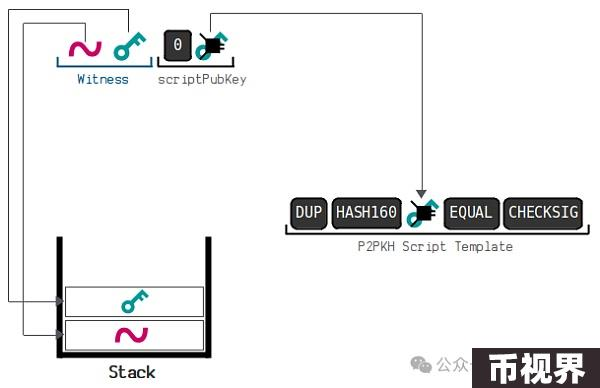 0
Witness
scriptPubKey
DUP HASH160 EQUAL CHECKSIG
P2PKH Script Template
Stack
公众
币视界